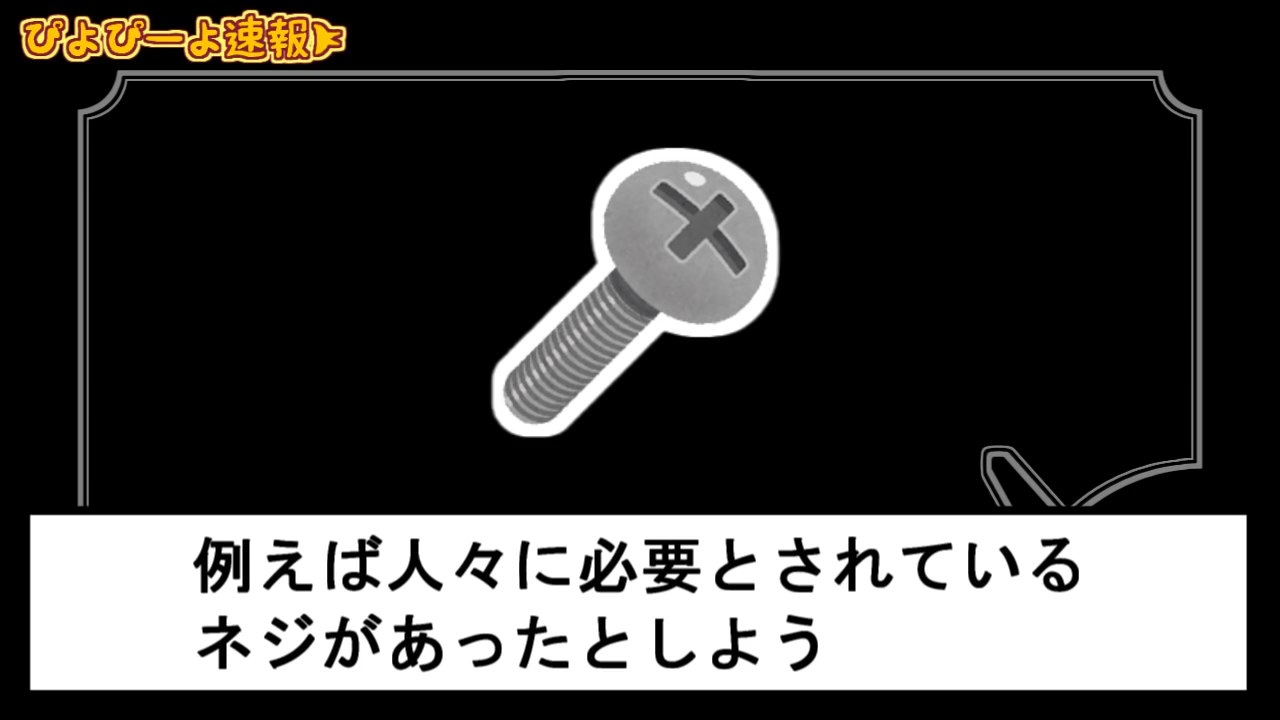 ぴよぴーよ速報
例えば人々に必要とされている
ネジがあったとしよう